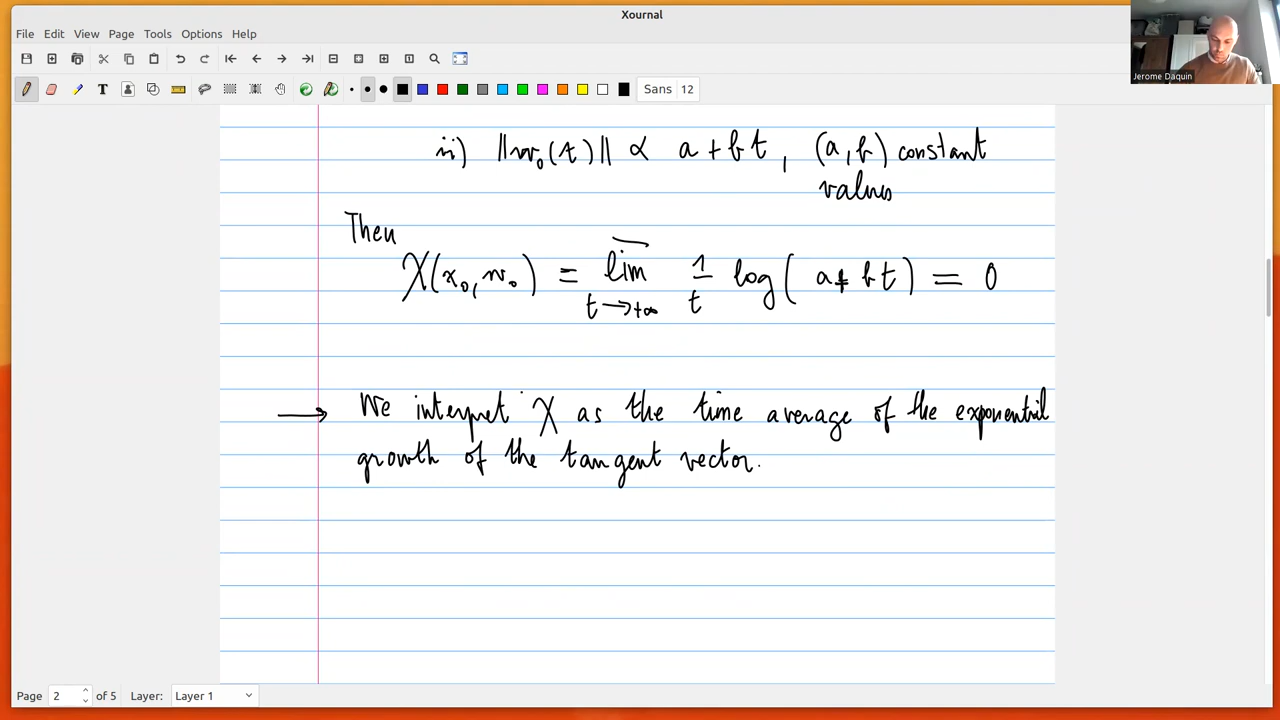 Xournal
File Edit View Page Tools Options Help
Jerome Daquin
Sans 12
ii) ||w₀(t)|| ∝ a + bt, (a, b) constant
values
Then
χ(x₀, w₀) = lim‾ 1/t log(a + bt) = 0
t → +∞
→ We interpret χ as the time average of the exponential
growth of the tangent vector.
Page 2 of 5 Layer: Layer 1